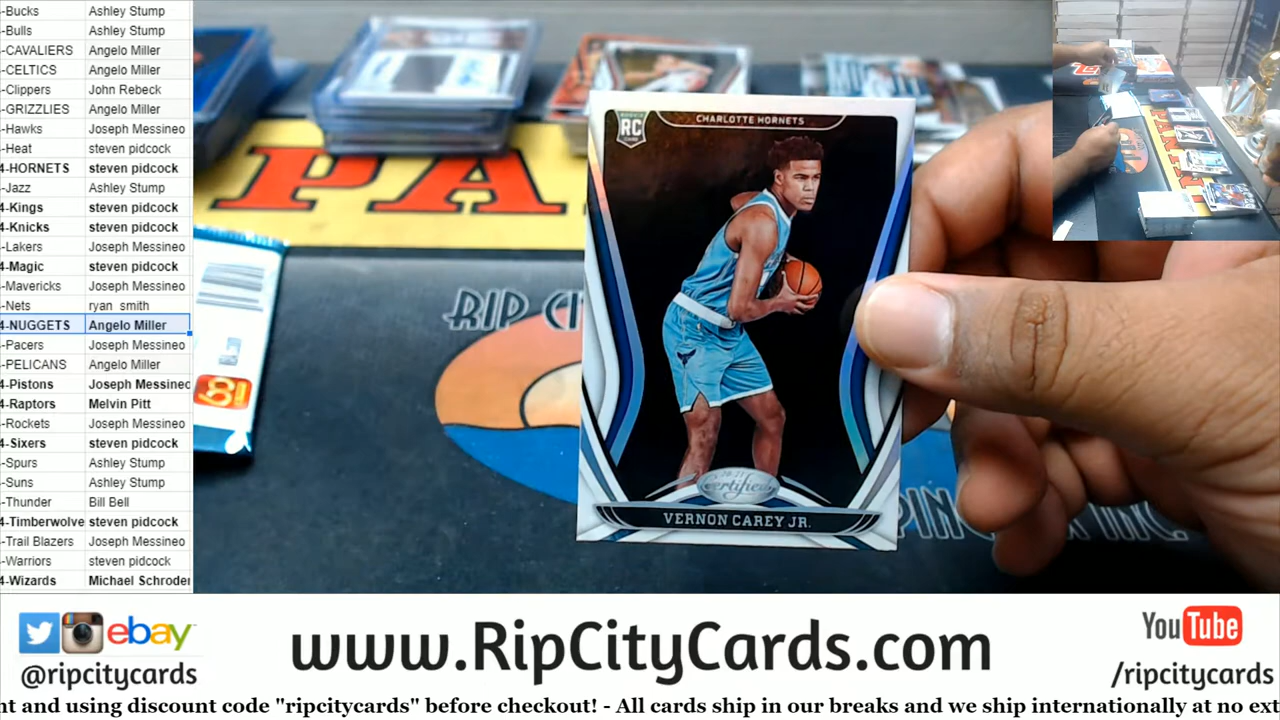 -Bucks Ashley Stump
-Bulls Ashley Stump
-CAVALIERS Angelo Miller
-CELTICS Angelo Miller
-Clippers John Rebeck
-GRIZZLIES Angelo Miller
-Hawks Joseph Messineo
-Heat steven pidcock
4-HORNETS steven pidcock
-Jazz Ashley Stump
4-Kings steven pidcock
4-Knicks steven pidcock
-Lakers Joseph Messineo
4-Magic steven pidcock
-Mavericks Joseph Messineo
-Nets ryan smith
4-NUGGETS Angelo Miller
-Pacers Joseph Messineo
-PELICANS Angelo Miller
4-Pistons Joseph Messineo
4-Raptors Melvin Pitt
-Rockets Joseph Messineo
4-Sixers steven pidcock
-Spurs Ashley Stump
-Suns Ashley Stump
-Thunder Bill Bell
4-Timberwolve steven pidcock
-Trail Blazers Joseph Messineo
-Warriors steven pidcock
4-Wizards Michael Schroder
PA
RIP CI
RC
CHARLOTTE HORNETS
20-21
certified
VERNON CAREY JR.
INC.
ebay
@ripcitycards
www.RipCityCards.com
YouTube
/ripcitycards
nt and using discount code "ripcitycards" before checkout! - All cards ship in our breaks and we ship internationally at no ext